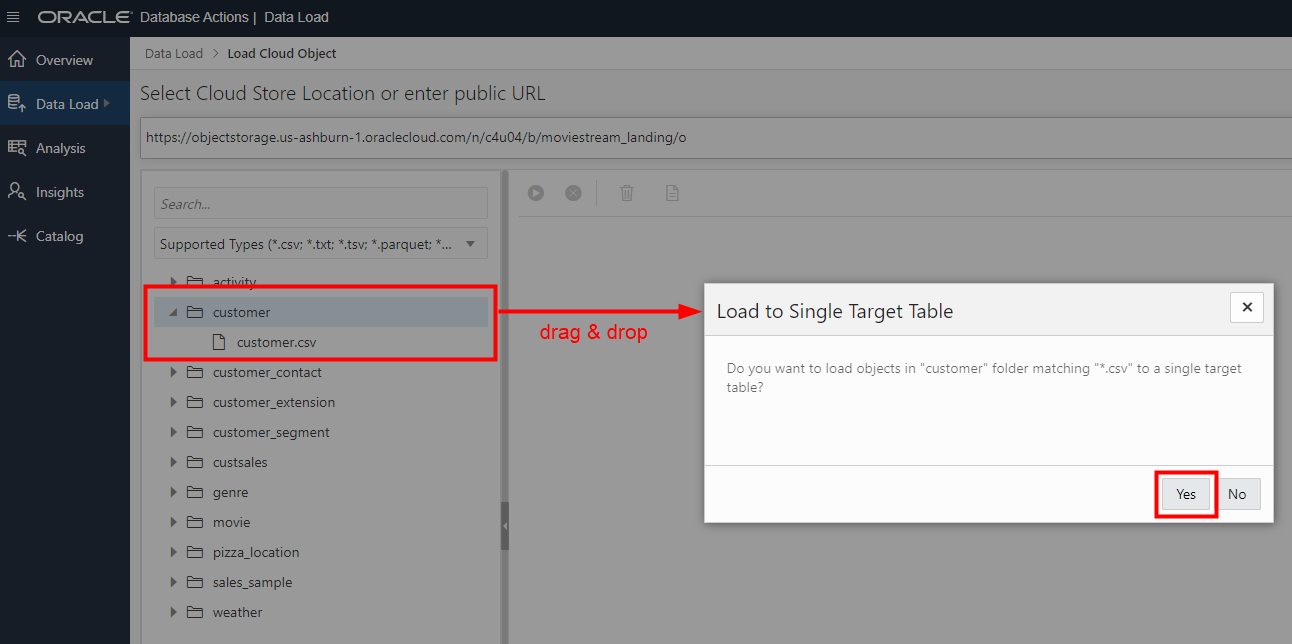 ORACLE Database Actions | Data Load
Overview
Data Load
Analysis
Insights
Catalog
Data Load > Load Cloud Object
Select Cloud Store Location or enter public URL
https://objectstorage.us-ashburn-1.oraclecloud.com/n/c4u04/b/moviestream_landing/o
Search...
Supported Types (*.csv; *.txt; *.tsv; *.parquet; *...
activity
customer
customer.csv
customer_contact
customer_extension
customer_segment
custsales
genre
movie
pizza_location
sales_sample
weather
drag & drop
Load to Single Target Table
Do you want to load objects in "customer" folder matching "*.csv" to a single target
table?
Yes No